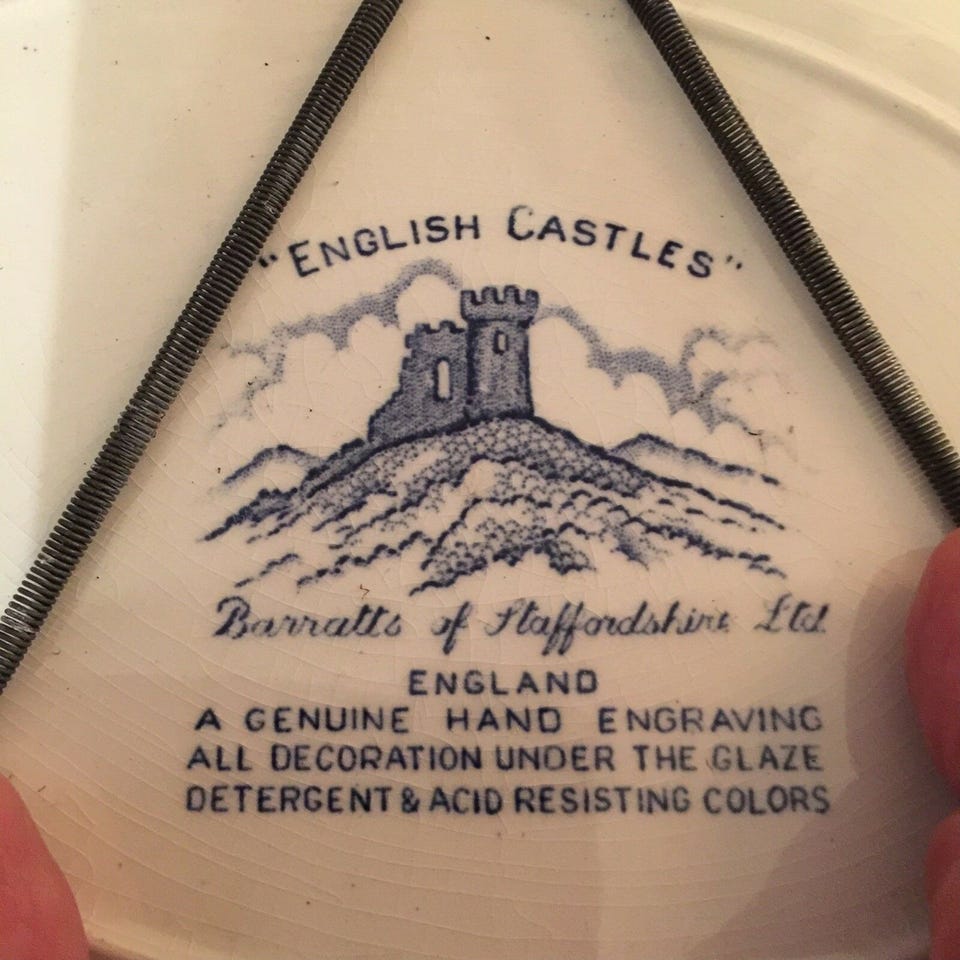 "ENGLISH CASTLES"
Barratts of Staffordshire Ltd.
ENGLAND
A GENUINE HAND ENGRAVING
ALL DECORATION UNDER THE GLAZE
DETERGENT & ACID RESISTING COLORS